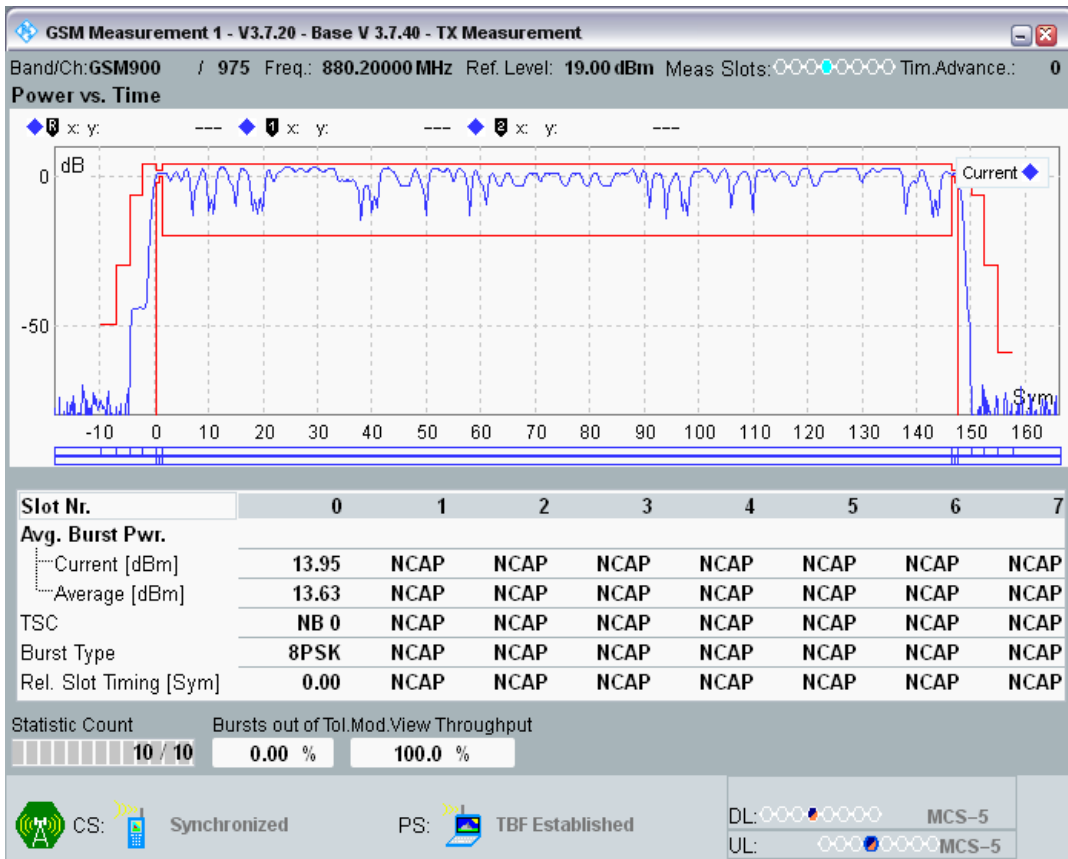 GSM Measurement 1 - V3.7.20 - Base V 3.7.40 - TX Measurement
Band/Ch:GSM900 / 975 Freq.: 880.20000 MHz Ref. Level: 19.00 dBm Meas Slots: Tim.Advance.: 0
Power vs. Time
R x: y: --- 1 x: y: --- 2 x: y: ---
dB
Current
0
-50
Sym
-10 0 10 20 30 40 50 60 70 80 90 100 110 120 130 140 150 160
Slot Nr. 0 1 2 3 4 5 6 7
Avg. Burst Pwr.
Current [dBm] 13.95 NCAP NCAP NCAP NCAP NCAP NCAP NCAP
Average [dBm] 13.63 NCAP NCAP NCAP NCAP NCAP NCAP NCAP
TSC NB 0 NCAP NCAP NCAP NCAP NCAP NCAP NCAP
Burst Type 8PSK NCAP NCAP NCAP NCAP NCAP NCAP NCAP
Rel. Slot Timing [Sym] 0.00 NCAP NCAP NCAP NCAP NCAP NCAP NCAP
Statistic Count Bursts out of Tol.Mod.View Throughput
10 / 10 0.00 % 100.0 %
CS: Synchronized PS: TBF Established
DL: MCS-5
UL: MCS-5